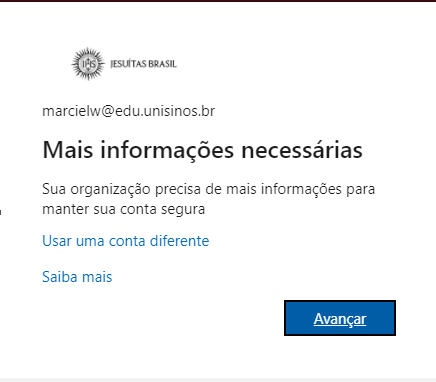 JESUÍTAS BRASIL
marcielw@edu.unisinos.br
Mais informações necessárias
Sua organização precisa de mais informações para
manter sua conta segura
Usar uma conta diferente
Saiba mais
Avançar